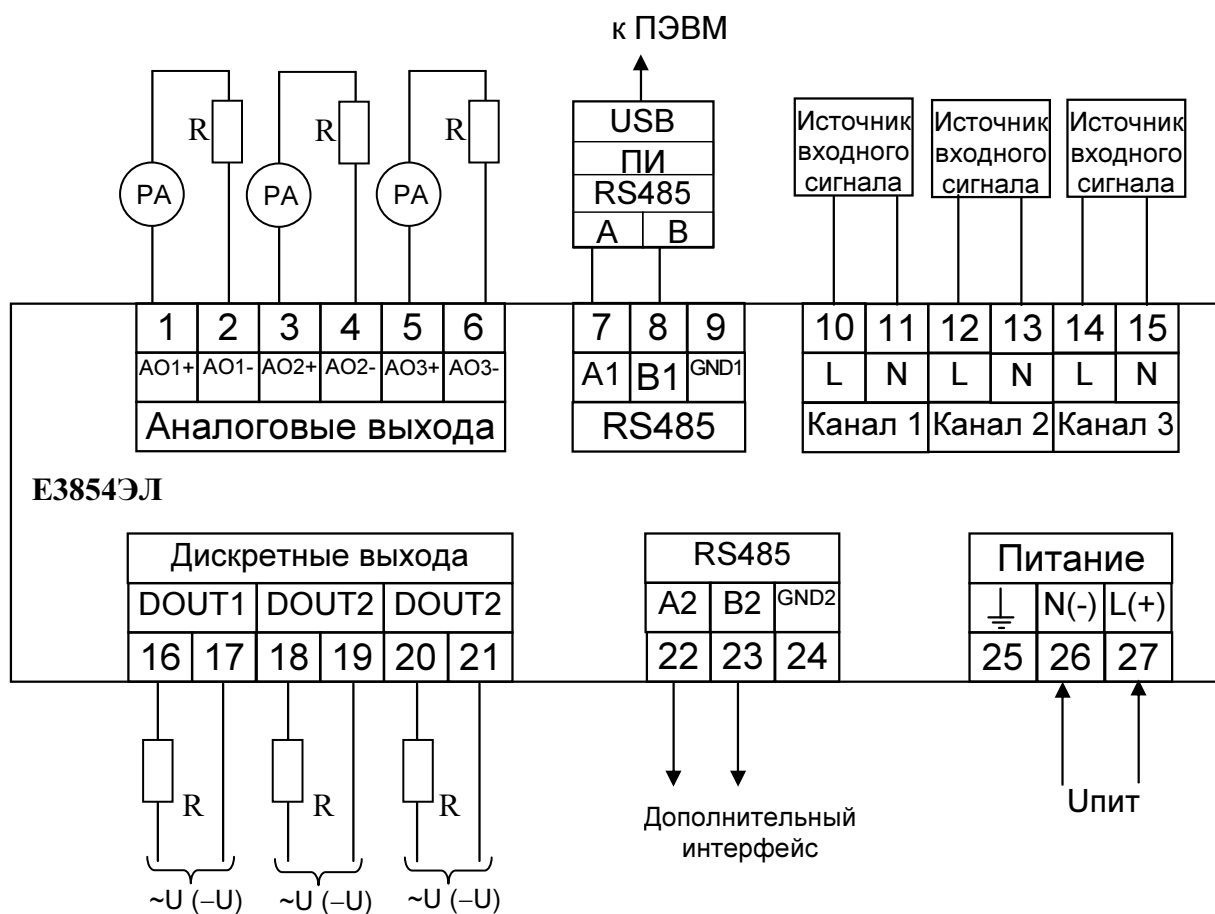 к ПЭВМ
R R R
PA PA PA
USB
ПИ
RS485
A B
Источник входного сигнала
Источник входного сигнала
Источник входного сигнала
1 2 3 4 5 6
AO1+ AO1- AO2+ AO2- AO3+ AO3-
Аналоговые выхода
7 8 9
A1 B1 GND1
RS485
10 11 12 13 14 15
L N L N L N
Канал 1 Канал 2 Канал 3
Е3854ЭЛ
Дискретные выхода
DOUT1 DOUT2 DOUT2
16 17 18 19 20 21
RS485
A2 B2 GND2
22 23 24
Питание
N(-) L(+)
25 26 27
R R R
~U (–U) ~U (–U) ~U (–U)
Дополнительный
интерфейс
Uпит